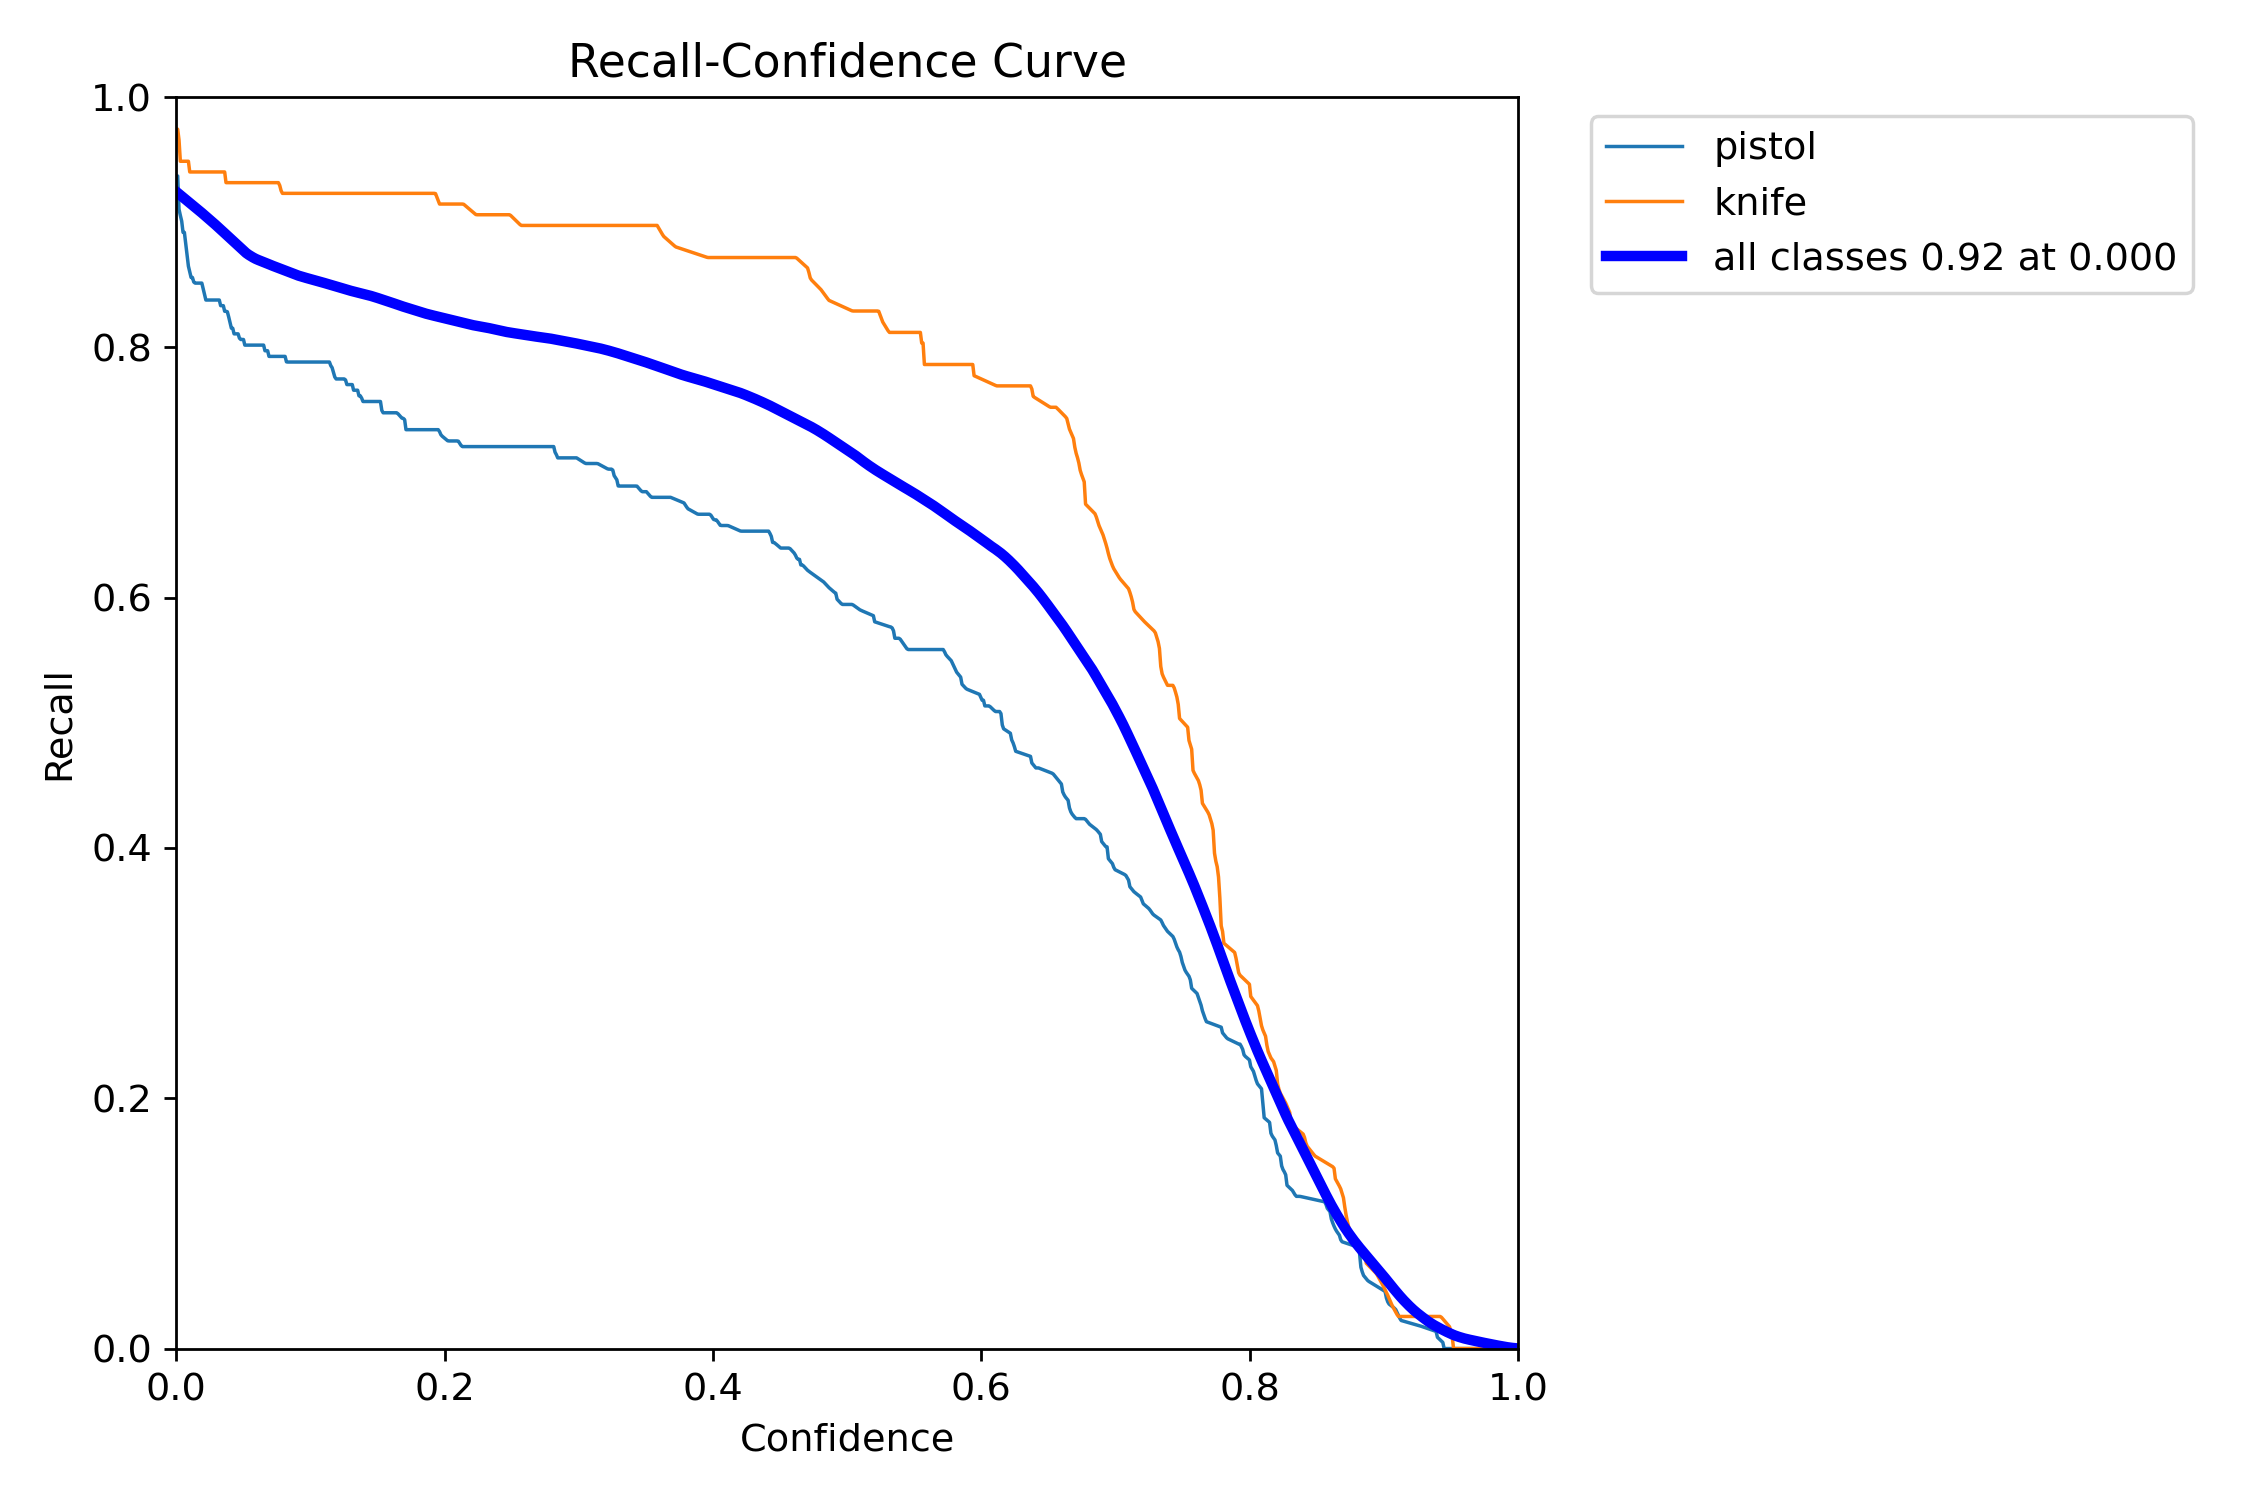 Recall-Confidence Curve
1.0
0.8
0.6
0.4
0.2
0.0
Recall
0.0 0.2 0.4 0.6 0.8 1.0
Confidence
pistol
knife
all classes 0.92 at 0.000